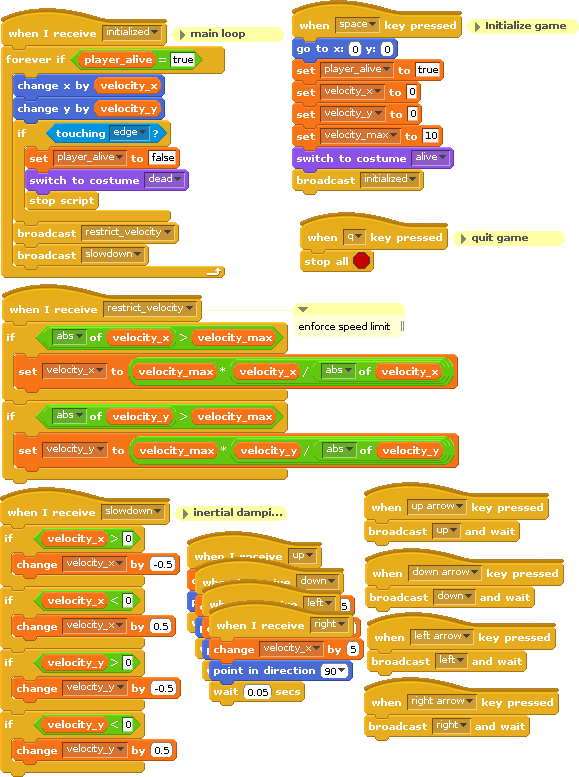 when I receive initialized
main loop
forever if player_alive = true
change x by velocity_x
change y by velocity_y
if touching edge ?
set player_alive to false
switch to costume dead
stop script
broadcast restrict_velocity
broadcast slowdown
when space key pressed
Initialize game
go to x: 0 y: 0
set player_alive to true
set velocity_x to 0
set velocity_y to 0
set velocity_max to 10
switch to costume alive
broadcast initialized
when q key pressed
quit game
stop all
when I receive restrict_velocity
enforce speed limit
if abs of velocity_x > velocity_max
set velocity_x to velocity_max * velocity_x / abs of velocity_x
if abs of velocity_y > velocity_max
set velocity_y to velocity_max * velocity_y / abs of velocity_y
when I receive slowdown
inertial dampi...
if velocity_x > 0
change velocity_x by -0.5
if velocity_x < 0
change velocity_x by 0.5
if velocity_y > 0
change velocity_y by -0.5
if velocity_y < 0
change velocity_y by 0.5
when I receive up
when I receive down
when I receive left
5
when I receive right
change velocity_x by 5
point in direction 90
wait 0.05 secs
when up arrow key pressed
broadcast up and wait
when down arrow key pressed
broadcast down and wait
when left arrow key pressed
broadcast left and wait
when right arrow key pressed
broadcast right and wait